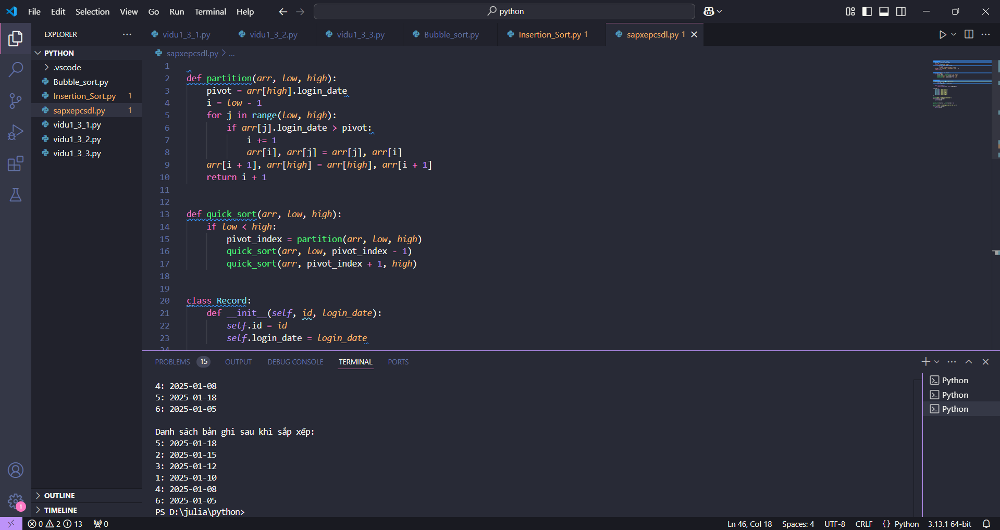 File Edit Selection View Go Run Terminal Help
python
EXPLORER
PYTHON
.vscode
Bubble_sort.py
Insertion_Sort.py 1
sapxepcsdl.py 1
vidu1_3_1.py
vidu1_3_2.py
vidu1_3_3.py
OUTLINE
TIMELINE
vidu1_3_1.py vidu1_3_2.py vidu1_3_3.py Bubble_sort.py Insertion_Sort.py 1 sapxepcsdl.py 1
sapxepcsdl.py > ...
1
2 def partition(arr, low, high):
3 pivot = arr[high].login_date
4 i = low - 1
5 for j in range(low, high):
6 if arr[j].login_date > pivot:
7 i += 1
8 arr[i], arr[j] = arr[j], arr[i]
9 arr[i + 1], arr[high] = arr[high], arr[i + 1]
10 return i + 1
11
12
13 def quick_sort(arr, low, high):
14 if low < high:
15 pivot_index = partition(arr, low, high)
16 quick_sort(arr, low, pivot_index - 1)
17 quick_sort(arr, pivot_index + 1, high)
18
19
20 class Record:
21 def __init__(self, id, login_date):
22 self.id = id
23 self.login_date = login_date
24
PROBLEMS 15 OUTPUT DEBUG CONSOLE TERMINAL PORTS
4: 2025-01-08
5: 2025-01-18
6: 2025-01-05
Danh sách bản ghi sau khi sắp xếp:
5: 2025-01-18
2: 2025-01-15
3: 2025-01-12
1: 2025-01-10
4: 2025-01-08
6: 2025-01-05
PS D:\julia\python>
Python
Python
Python
1
0 2 13 0
Ln 46, Col 18 Spaces: 4 UTF-8 CRLF {} Python 3.13.1 64-bit